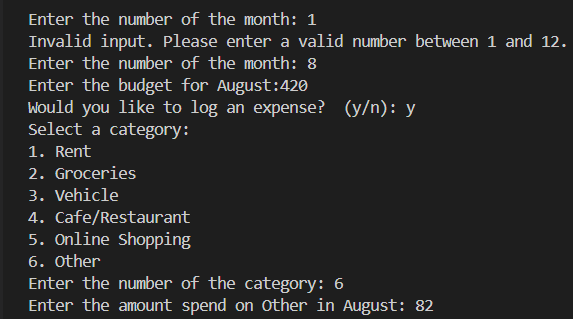 Enter the number of the month: 1
Invalid input. Please enter a valid number between 1 and 12.
Enter the number of the month: 8
Enter the budget for August:420
Would you like to log an expense?  (y/n): y
Select a category:
1. Rent
2. Groceries
3. Vehicle
4. Cafe/Restaurant
5. Online Shopping
6. Other
Enter the number of the category: 6
Enter the amount spend on Other in August: 82